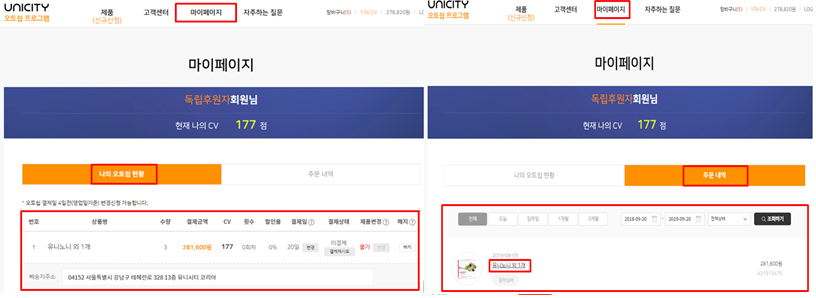 UNICITY
오토쉽 프로그램
제품
(신규신청)
고객센터
마이페이지
자주하는 질문
장바구니(5) | 174 CV | 278,820원 | LO
마이페이지
독립후원자회원님
현재 나의 CV 177 점
나의 오토쉽 현황
주문 내역
* 오토쉽 결제일 4일전(영업일기준) 변경신청 가능합니다.
번호 상품명 수량 결제금액 CV 횟수 할인율 결제일 결제상태 제품변경 해지
1 유니노니 외 1개 3 281,600원 177 0회차 0% 20일 변경 미결제 불가 해지
배송지주소 04152 서울특별시 강남구 테헤란로 328 13층 유니시티 코리아
UNICITY
오토쉽 프로그램
제품
(신규신청)
고객센터
마이페이지
자주하는 질문
장바구니(5) | 174 CV | 278,820원 | LOG
마이페이지
독립후원자회원님
현재 나의 CV 177 점
나의 오토쉽 현황
주문 내역
전체 오늘 일주일 1개월 3개월 2018-09-20 - 2019-09-20 전체상태 조회하기
2019-08-06
유니노니 외 1개
281,600원